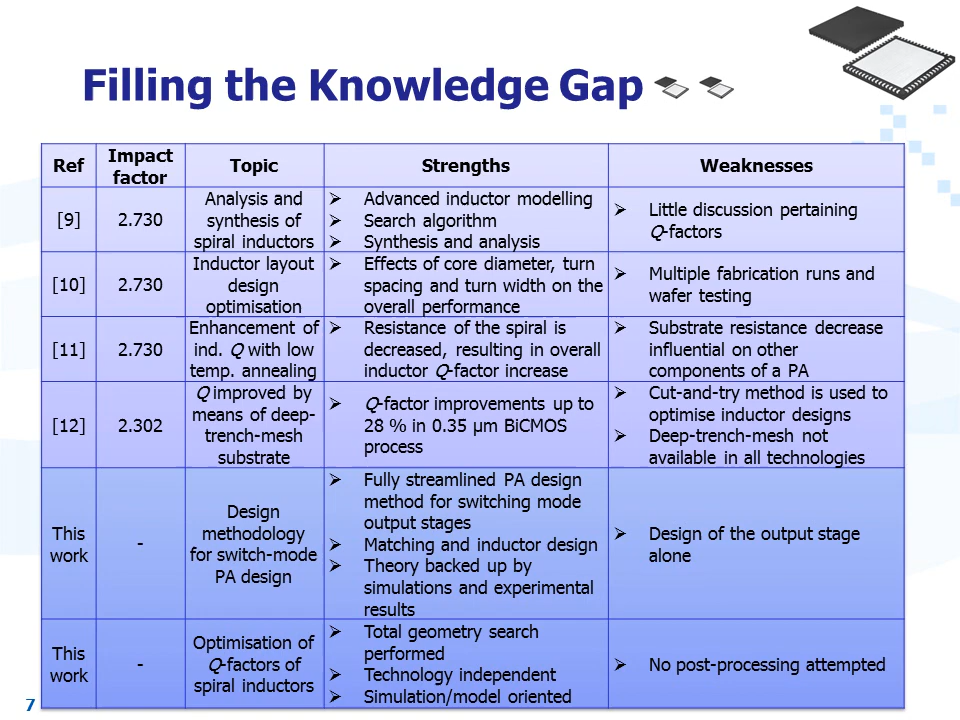 Filling the Knowledge Gap
Ref
Impact
factor
Topic
Strengths
Weaknesses
[9]
2.730
Analysis and
synthesis of
spiral inductors
➢ Advanced inductor modelling
➢ Search algorithm
➢ Synthesis and analysis
➢ Little discussion pertaining
Q-factors
[10]
2.730
Inductor layout
design
optimisation
➢ Effects of core diameter, turn
spacing and turn width on the
overall performance
➢ Multiple fabrication runs and
wafer testing
[11]
2.730
Enhancement of
ind. Q with low
temp. annealing
➢ Resistance of the spiral is
decreased, resulting in overall
inductor Q-factor increase
➢ Substrate resistance decrease
influential on other
components of a PA
[12]
2.302
Q improved by
means of deep-
trench-mesh
substrate
➢ Q-factor improvements up to
28 % in 0.35 µm BiCMOS
process
➢ Cut-and-try method is used to
optimise inductor designs
➢ Deep-trench-mesh not
available in all technologies
This
work
-
Design
methodology
for switch-mode
PA design
➢ Fully streamlined PA design
method for switching mode
output stages
➢ Matching and inductor design
➢ Theory backed up by
simulations and experimental
results
➢ Design of the output stage
alone
This
work
-
Optimisation of
Q-factors of
spiral inductors
➢ Total geometry search
performed
➢ Technology independent
➢ Simulation/model oriented
➢ No post-processing attempted
7